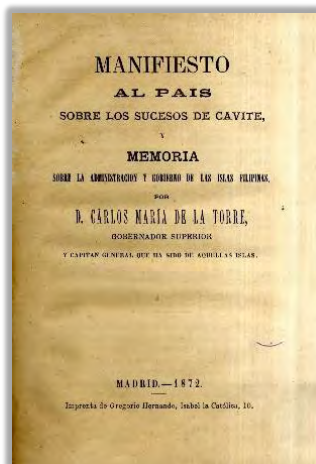 MANIFIESTO
AL PAIS
SOBRE LOS SUCESOS DE CAVITE,
Y
MEMORIA
SOBRE LA ADMINISTRACION Y GOBIERNO DE LAS ISLAS FILIPINAS,
POR
D. CÁRLOS MARÍA DE LA TORRE,
GOBERNADOR SUPERIOR
Y CAPITAN GENERAL QUE HA SIDO DE AQUELLAS ISLAS.
MADRID.—1872.
Imprenta de Gregorio Hernando, Isabel la Católica, 10.